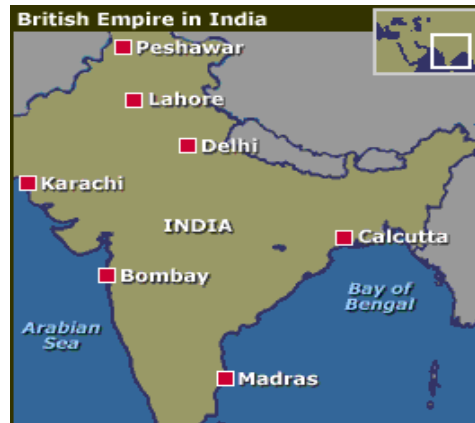 British Empire in India
Peshawar
Lahore
Delhi
Karachi
INDIA
Calcutta
Bombay
Bay of
Bengal
Arabian
Sea
Madras